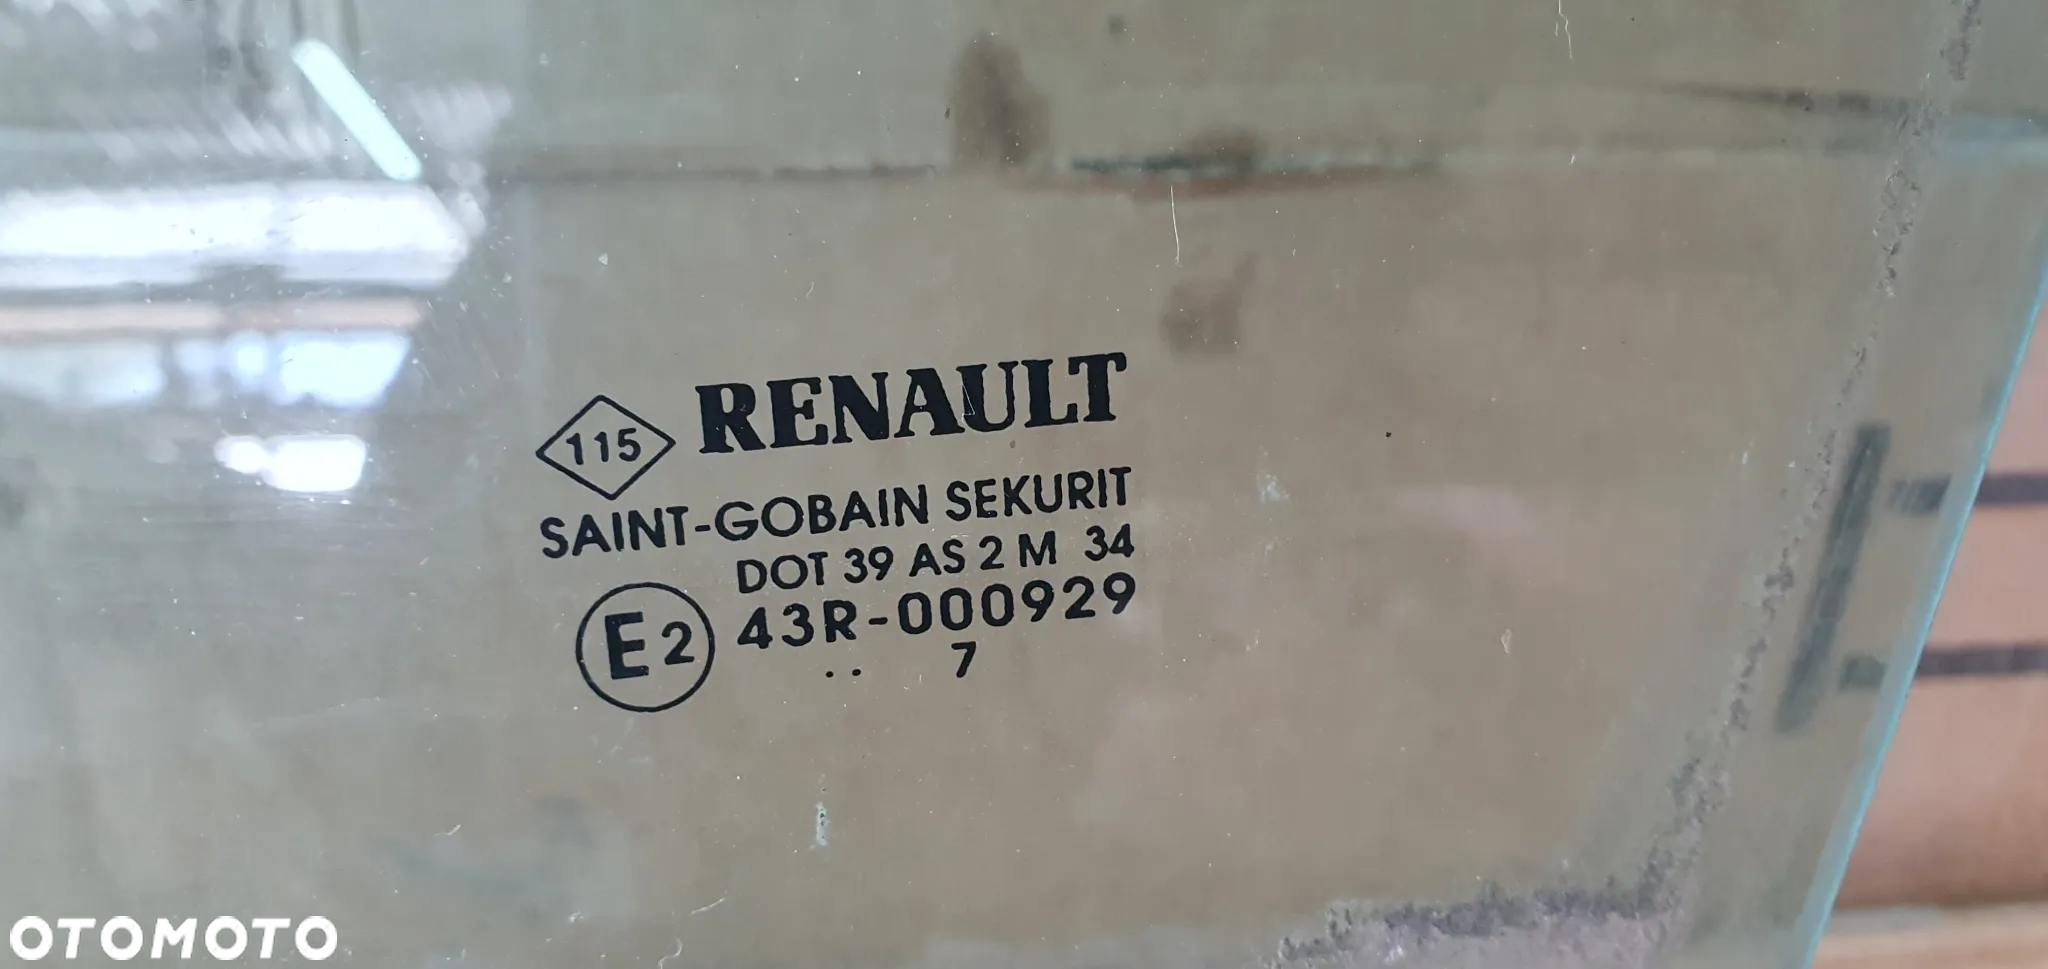 115 RENAULT
SAINT-GOBAIN SEKURIT
DOT 39 AS 2 M 34
E2 43R-000929
.. 7
OTOMOTO